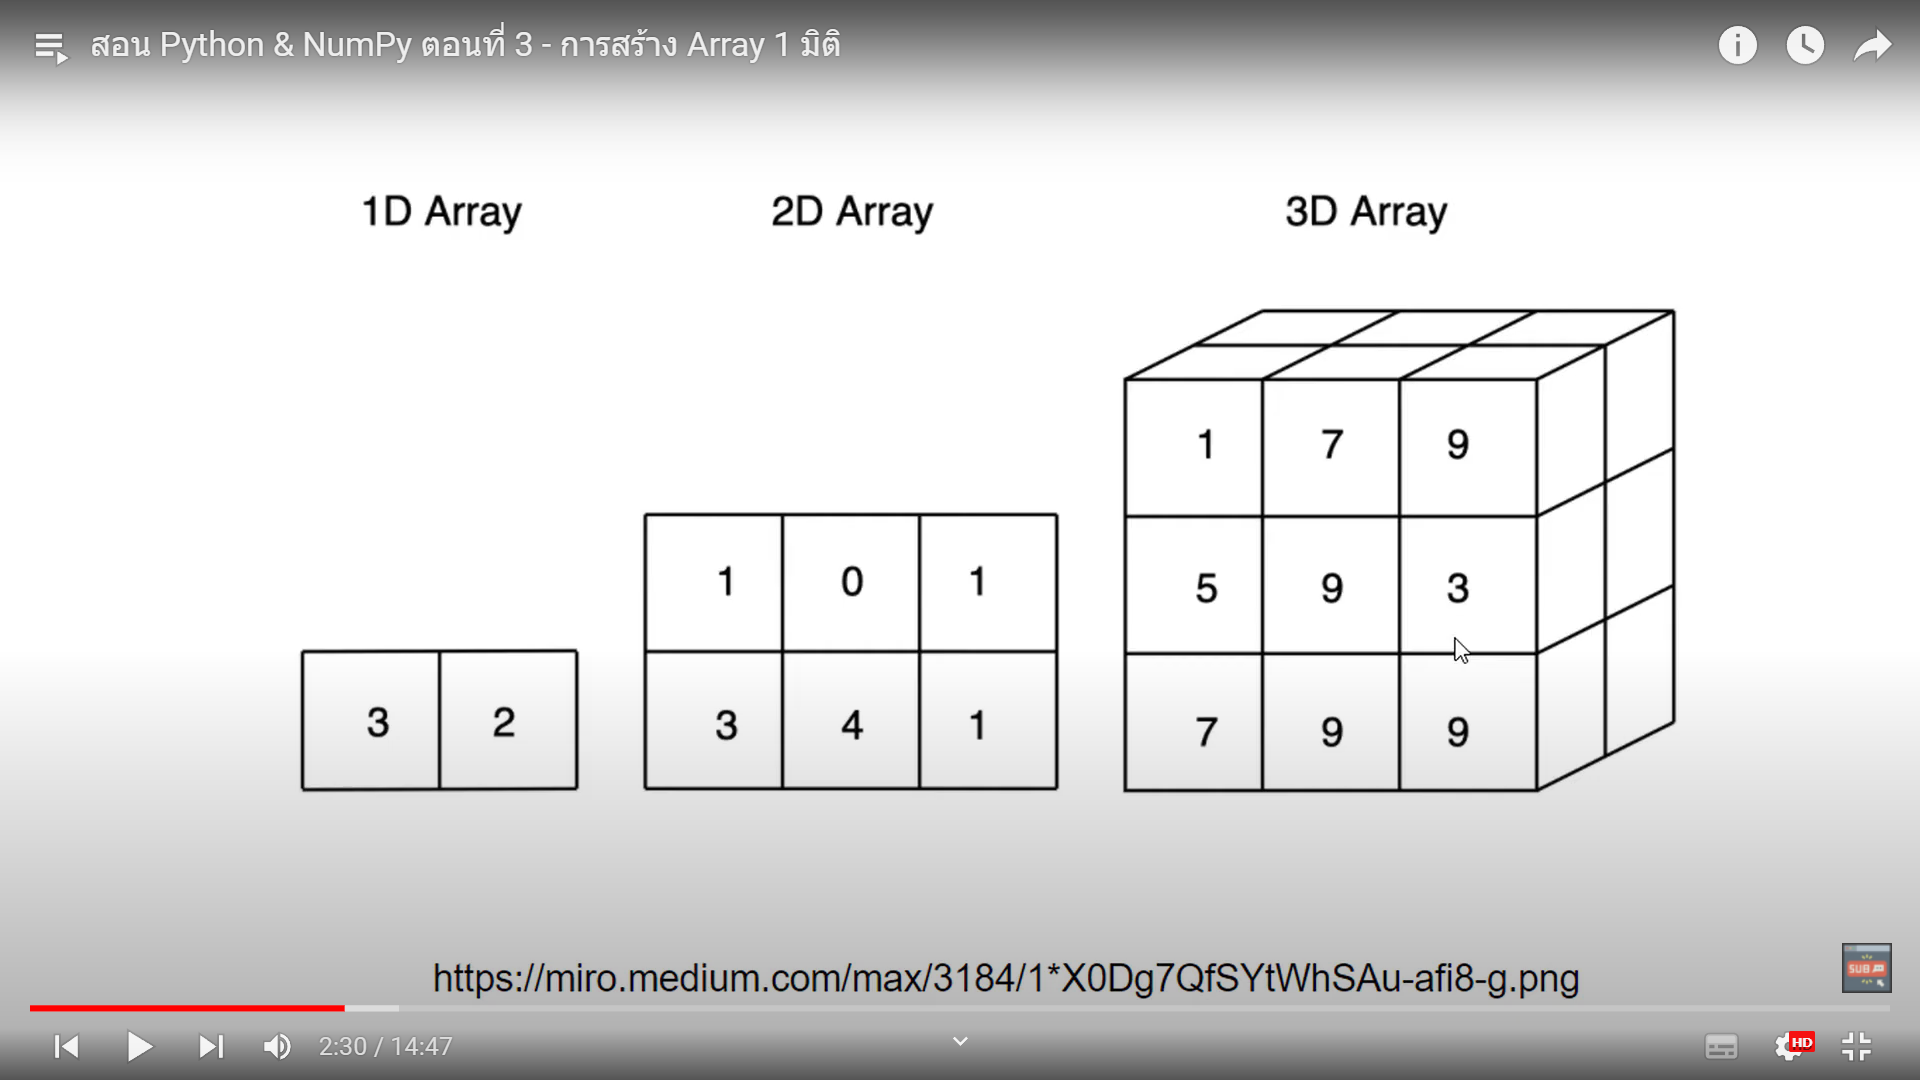 สอน Python & NumPy ตอนที่ 3 - การสร้าง Array 1 มิติ
1D Array 2D Array 3D Array
1 7 9
1 0 1
5 9 3
3 2
3 4 1
7 9 9
https://miro.medium.com/max/3184/1*X0Dg7QfSYtWhSAu-afi8-g.png
SUB
2:30 / 14:47
HD